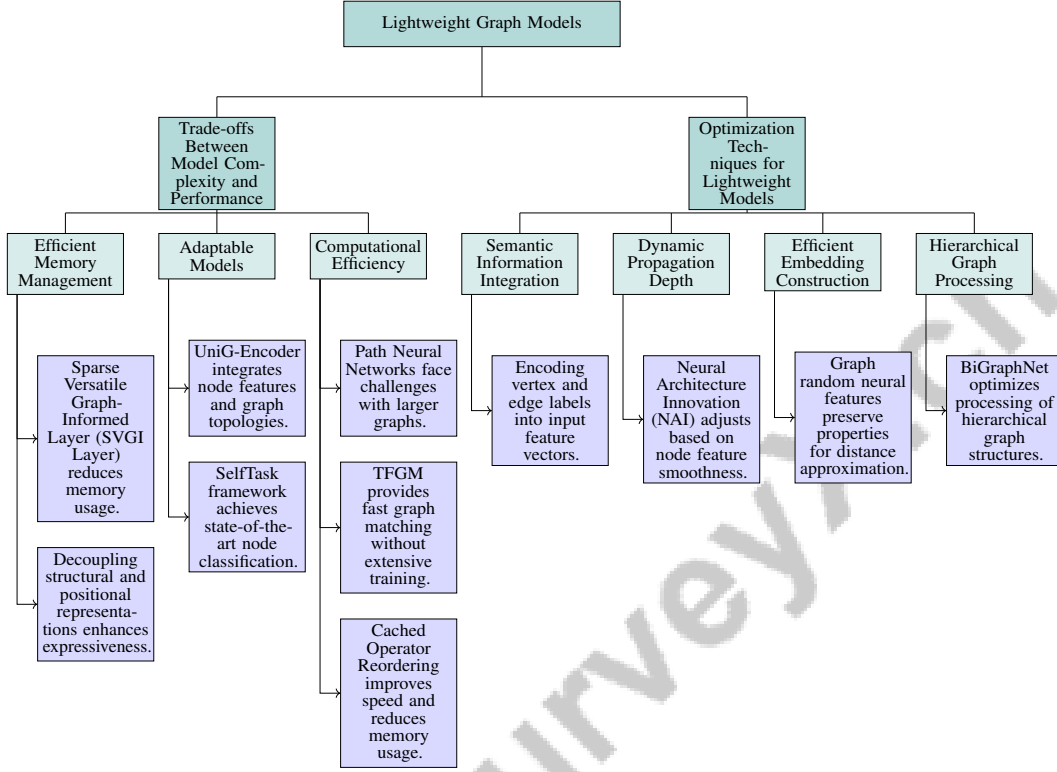 Lightweight Graph Models
Trade-offs
Between
Model Com-
plexity and
Performance
Optimization
Tech-
niques for
Lightweight
Models
Efficient
Memory
Management
Adaptable
Models
Computational
Efficiency
Semantic
Information
Integration
Dynamic
Propagation
Depth
Efficient
Embedding
Construction
Hierarchical
Graph
Processing
Sparse
Versatile
Graph-
Informed
Layer (SVGI
Layer)
reduces
memory
usage.
UniG-Encoder
integrates
node features
and graph
topologies.
Path Neural
Networks face
challenges
with larger
graphs.
Encoding
vertex and
edge labels
into input
feature
vectors.
Neural
Architecture
Innovation
(NAI) adjusts
based on
node feature
smoothness.
Graph
random neural
features
preserve
properties
for distance
approximation.
BiGraphNet
optimizes
processing of
hierarchical
graph
structures.
Decoupling
structural and
positional
representa-
tions enhances
expressiveness.
SelfTask
framework
achieves
state-of-the-
art node
classification.
TFGM
provides
fast graph
matching
without
extensive
training.
Cached
Operator
Reordering
improves
speed and
reduces
memory
usage.
urveyx.cn